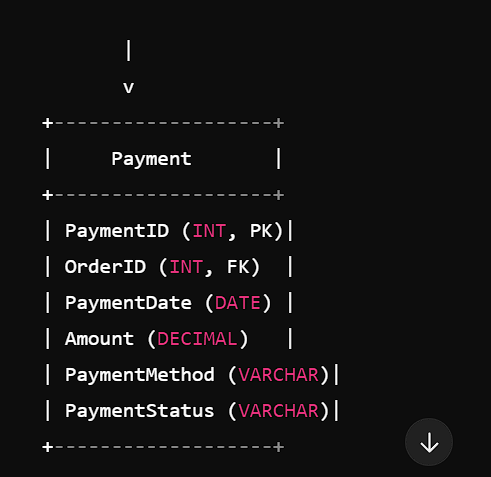 |
v
+-------------------+
|     Payment       |
+-------------------+
| PaymentID (INT, PK)|
| OrderID (INT, FK)  |
| PaymentDate (DATE) |
| Amount (DECIMAL)   |
| PaymentMethod (VARCHAR)|
| PaymentStatus (VARCHAR)|
+-------------------+